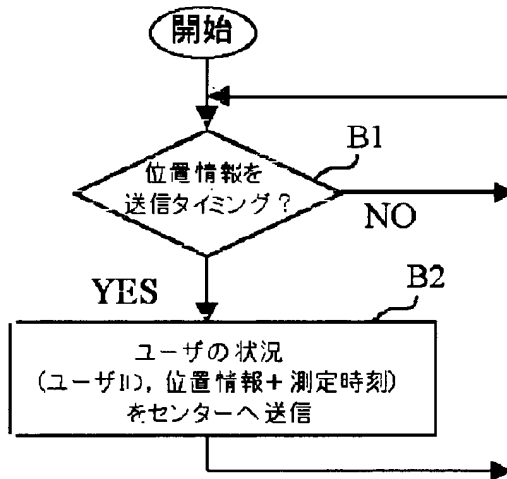 開始
B1
位置情報を
送信タイミング?
NO
YES
B2
ユーザの状況
(ユーザID, 位置情報+測定時刻)
をセンターへ送信